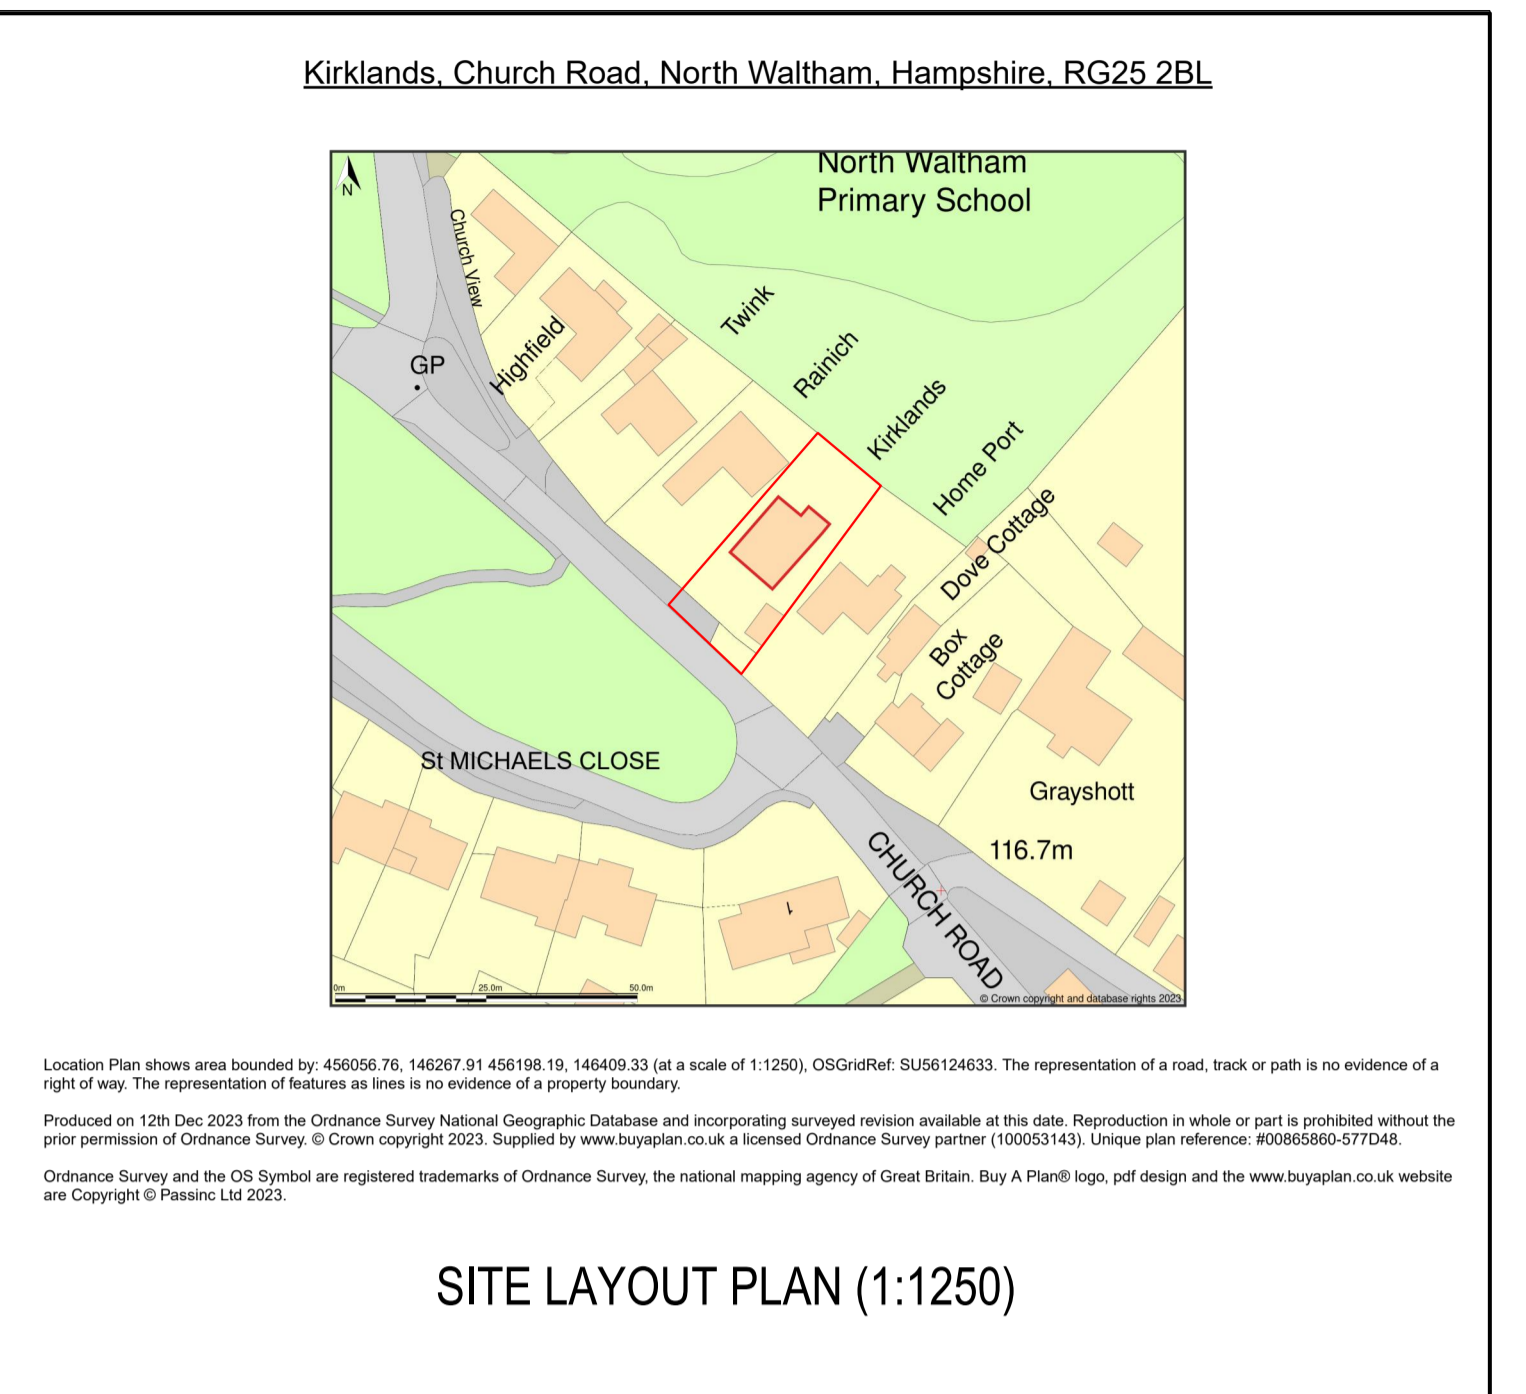 Kirklands, Church Road, North Waltham, Hampshire, RG25 2BL
North Waltham
Primary School
N
Church View
Twink
Highfield
Rainich
GP
Kirklands
Home Port
Dove Cottage
Box
Cottage
St MICHAELS CLOSE
Grayshott
116.7m
CHURCH ROAD
1
0m
25.0m
50.0m
© Crown copyright and database rights 2023
Location Plan shows area bounded by: 456056.76, 146267.91 456198.19, 146409.33 (at a scale of 1:1250), OSGridRef: SU56124633. The representation of a road, track or path is no evidence of a
right of way. The representation of features as lines is no evidence of a property boundary.
Produced on 12th Dec 2023 from the Ordnance Survey National Geographic Database and incorporating surveyed revision available at this date. Reproduction in whole or part is prohibited without the
prior permission of Ordnance Survey. © Crown copyright 2023. Supplied by www.buyaplan.co.uk a licensed Ordnance Survey partner (100053143). Unique plan reference: #00865860-577D48.
Ordnance Survey and the OS Symbol are registered trademarks of Ordnance Survey, the national mapping agency of Great Britain. Buy A Plan® logo, pdf design and the www.buyaplan.co.uk website
are Copyright © Passinc Ltd 2023.
SITE LAYOUT PLAN (1:1250)